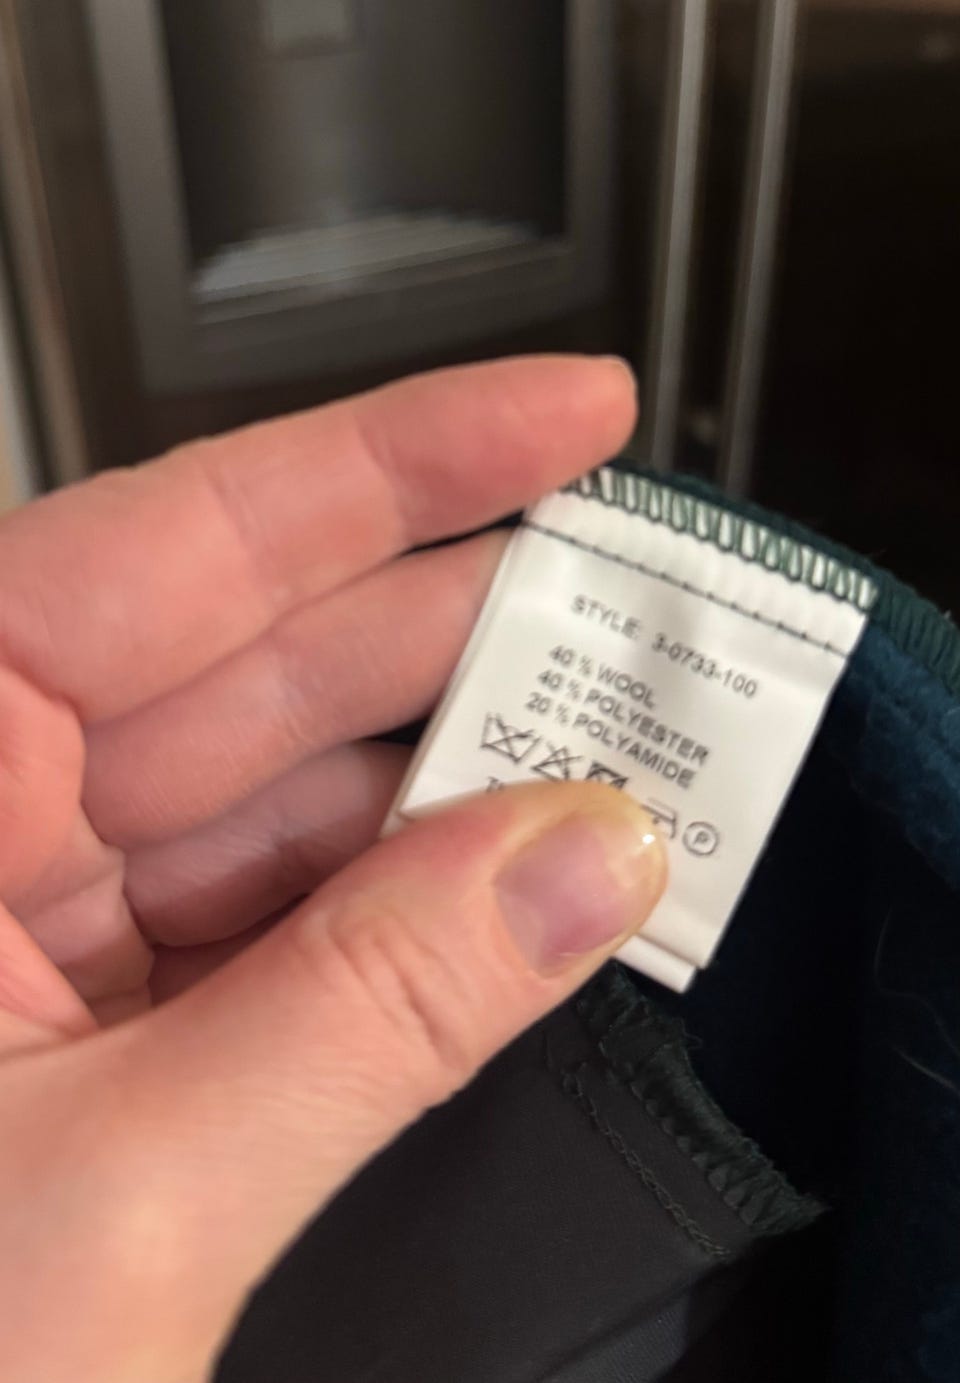 STYLE: 3-0733-100
40 % WOOL
40 % POLYESTER
20 % POLYAMIDE
P